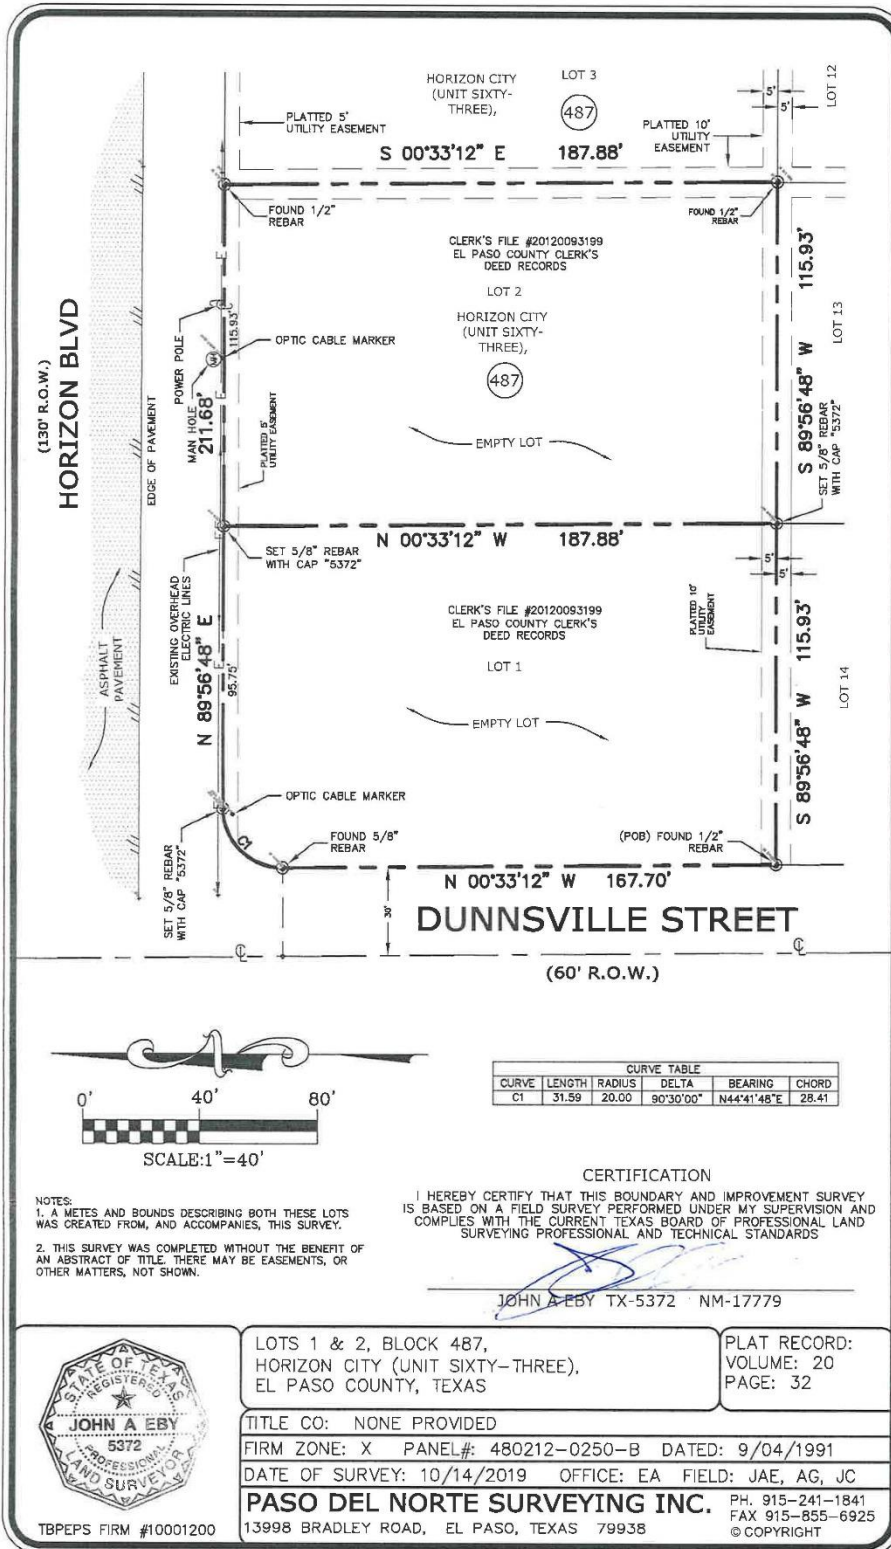 HORIZON CITY
(UNIT SIXTY-
THREE),
LOT 3
487
LOT 12
5'
5'
PLATTED 5'
UTILITY EASEMENT
PLATTED 10'
UTILITY
EASEMENT
S 00°33'12" E 187.88'
FOUND 1/2"
REBAR
FOUND 1/2"
REBAR
CLERK'S FILE #20120093199
EL PASO COUNTY CLERK'S
DEED RECORDS
LOT 2
HORIZON CITY
(UNIT SIXTY-
THREE),
487
EMPTY LOT
(130' R.O.W.)
HORIZON BLVD
EDGE OF PAVEMENT
POWER POLE
MAN HOLE
211.68'
115.93'
MH
OPTIC CABLE MARKER
PLATTED 5'
UTILITY EASEMENT
S 89°56'48" W 115.93'
LOT 13
SET 5/8" REBAR
WITH CAP "5372"
N 00°33'12" W 187.88'
SET 5/8" REBAR
WITH CAP "5372"
5'
5'
EXISTING OVERHEAD
ELECTRIC LINES
N 89°56'48" E
95.75'
ASPHALT
PAVEMENT
CLERK'S FILE #20120093199
EL PASO COUNTY CLERK'S
DEED RECORDS
LOT 1
EMPTY LOT
PLATTED 10'
UTILITY
EASEMENT
S 89°56'48" W 115.93'
LOT 14
OPTIC CABLE MARKER
C1
FOUND 5/8"
REBAR
(POB) FOUND 1/2"
REBAR
SET 5/8" REBAR
WITH CAP "5372"
N 00°33'12" W 167.70'
30'
DUNNSVILLE STREET
(60' R.O.W.)
0' 40' 80'
SCALE:1"=40'
CURVE TABLE
CURVE LENGTH RADIUS DELTA BEARING CHORD
C1 31.59 20.00 90°30'00" N44°41'48"E 28.41
NOTES:
1. A METES AND BOUNDS DESCRIBING BOTH THESE LOTS
WAS CREATED FROM, AND ACCOMPANIES, THIS SURVEY.
2. THIS SURVEY WAS COMPLETED WITHOUT THE BENEFIT OF
AN ABSTRACT OF TITLE. THERE MAY BE EASEMENTS, OR
OTHER MATTERS, NOT SHOWN.
CERTIFICATION
I HEREBY CERTIFY THAT THIS BOUNDARY AND IMPROVEMENT SURVEY
IS BASED ON A FIELD SURVEY PERFORMED UNDER MY SUPERVISION AND
COMPLIES WITH THE CURRENT TEXAS BOARD OF PROFESSIONAL LAND
SURVEYING PROFESSIONAL AND TECHNICAL STANDARDS
JOHN A EBY TX-5372 NM-17779
STATE OF TEXAS
REGISTERED
JOHN A EBY
5372
PROFESSIONAL
LAND SURVEYOR
TBPEPS FIRM #10001200
LOTS 1 & 2, BLOCK 487,
HORIZON CITY (UNIT SIXTY-THREE),
EL PASO COUNTY, TEXAS
PLAT RECORD:
VOLUME: 20
PAGE: 32
TITLE CO: NONE PROVIDED
FIRM ZONE: X PANEL#: 480212-0250-B DATED: 9/04/1991
DATE OF SURVEY: 10/14/2019 OFFICE: EA FIELD: JAE, AG, JC
PASO DEL NORTE SURVEYING INC.
13998 BRADLEY ROAD, EL PASO, TEXAS 79938
PH. 915-241-1841
FAX 915-855-6925
© COPYRIGHT